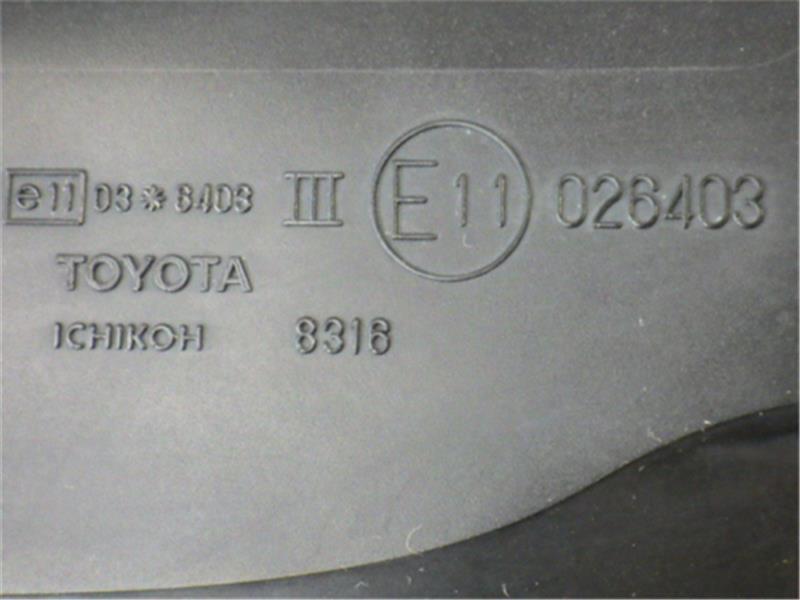 e11 03*6403 III E11 026403
TOYOTA
ICHIKOH 8316